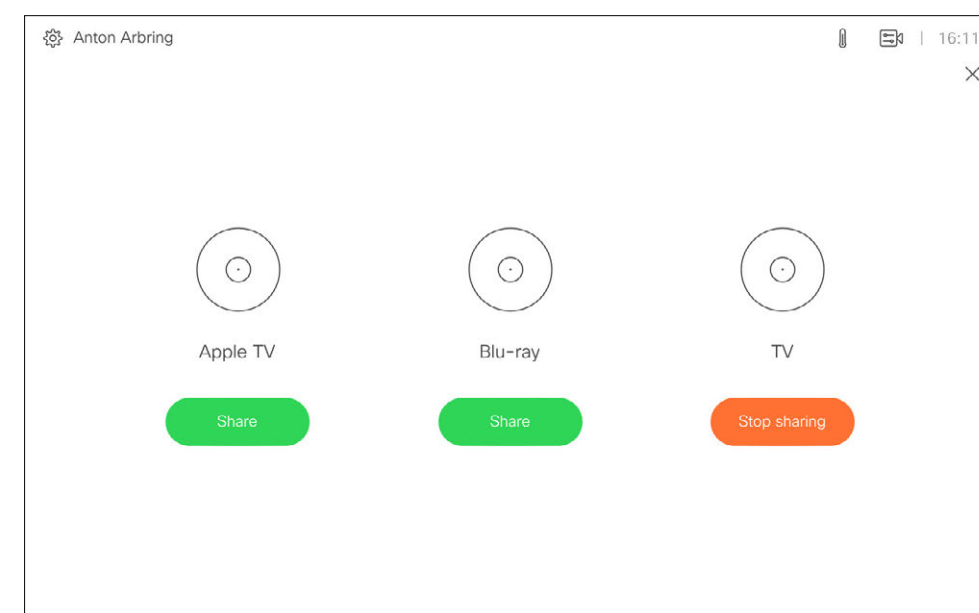 Anton Arbring
| 16:11
Apple TV
Blu-ray
TV
Share
Share
Stop sharing